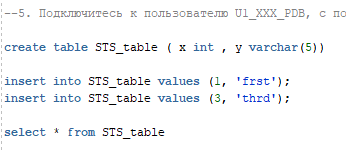 --5. Подключитесь к пользователю U1_XXX_PDB, с по
create table STS_table ( x int , y varchar(5))
insert into STS_table values (1, 'frst');
insert into STS_table values (3, 'thrd');
select * from STS_table